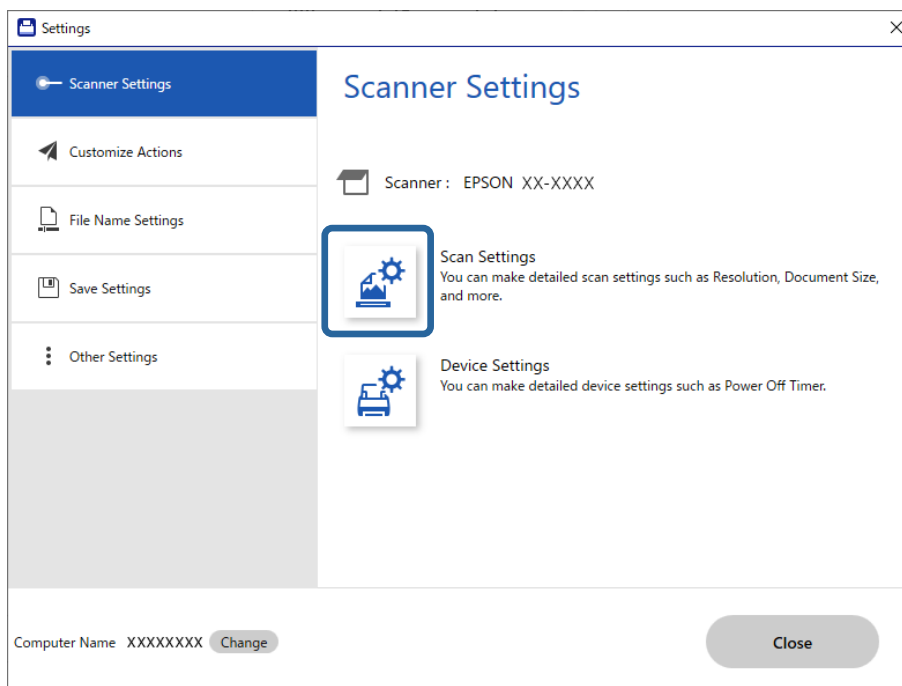 Settings
Scanner Settings
Customize Actions
File Name Settings
Save Settings
Other Settings
Scanner Settings
Scanner : EPSON XX-XXXX
Scan Settings
You can make detailed scan settings such as Resolution, Document Size,
and more.
Device Settings
You can make detailed device settings such as Power Off Timer.
Computer Name XXXXXXXX Change
Close